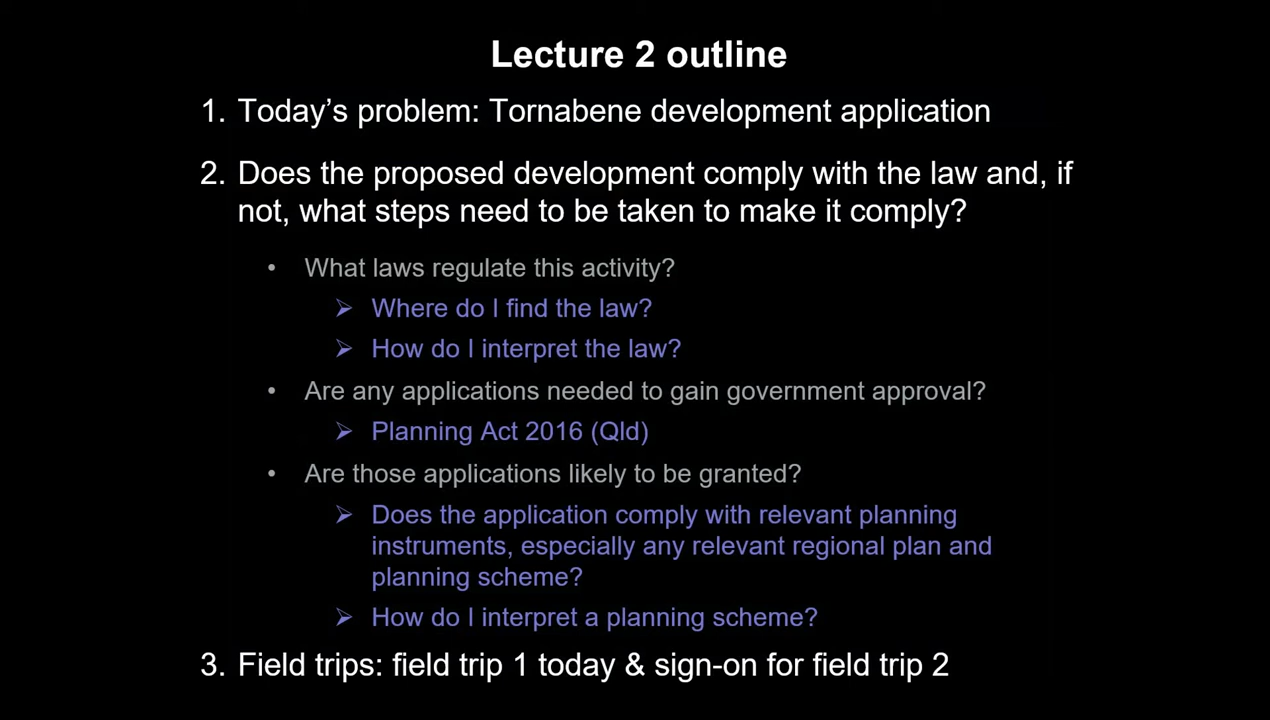 Lecture 2 outline
1. Today’s problem: Tornabene development application
2. Does the proposed development comply with the law and, if
not, what steps need to be taken to make it comply?
• What laws regulate this activity?
➢ Where do I find the law?
➢ How do I interpret the law?
• Are any applications needed to gain government approval?
➢ Planning Act 2016 (Qld)
• Are those applications likely to be granted?
➢ Does the application comply with relevant planning
instruments, especially any relevant regional plan and
planning scheme?
➢ How do I interpret a planning scheme?
3. Field trips: field trip 1 today & sign-on for field trip 2